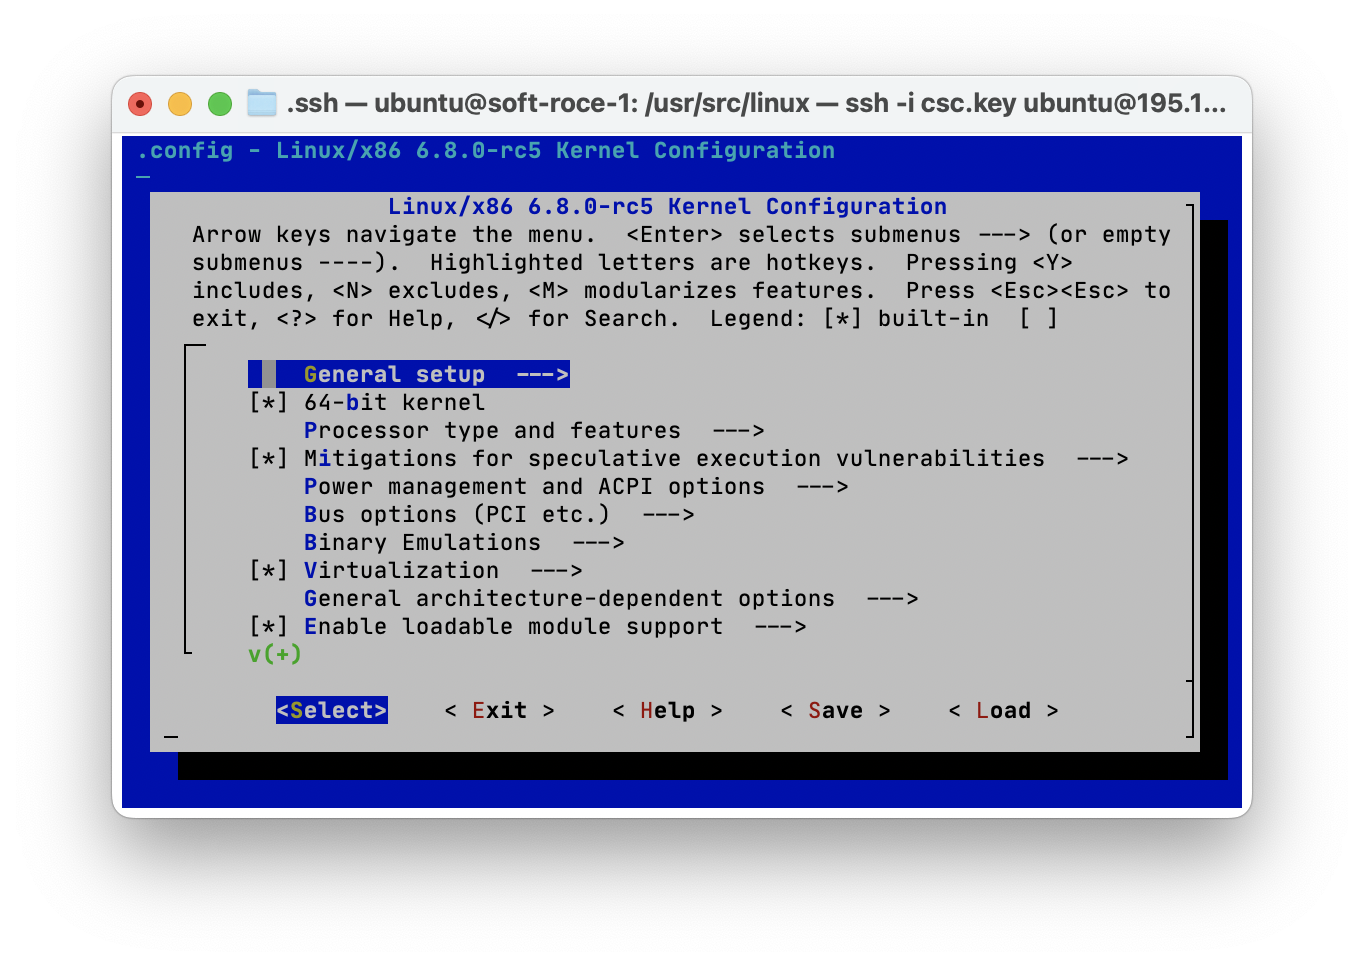 .ssh — ubuntu@soft-roce-1: /usr/src/linux — ssh -i csc.key ubuntu@195.1...
.config - Linux/x86 6.8.0-rc5 Kernel Configuration
Linux/x86 6.8.0-rc5 Kernel Configuration
Arrow keys navigate the menu.  <Enter> selects submenus ---> (or empty
submenus ----).  Highlighted letters are hotkeys.  Pressing <Y>
includes, <N> excludes, <M> modularizes features.  Press <Esc><Esc> to
exit, <?> for Help, </> for Search.  Legend: [*] built-in  [ ]
General setup  --->
[*] 64-bit kernel
Processor type and features  --->
[*] Mitigations for speculative execution vulnerabilities  --->
Power management and ACPI options  --->
Bus options (PCI etc.)  --->
Binary Emulations  --->
[*] Virtualization  --->
General architecture-dependent options  --->
[*] Enable loadable module support  --->
v(+)
<Select>    < Exit >    < Help >    < Save >    < Load >